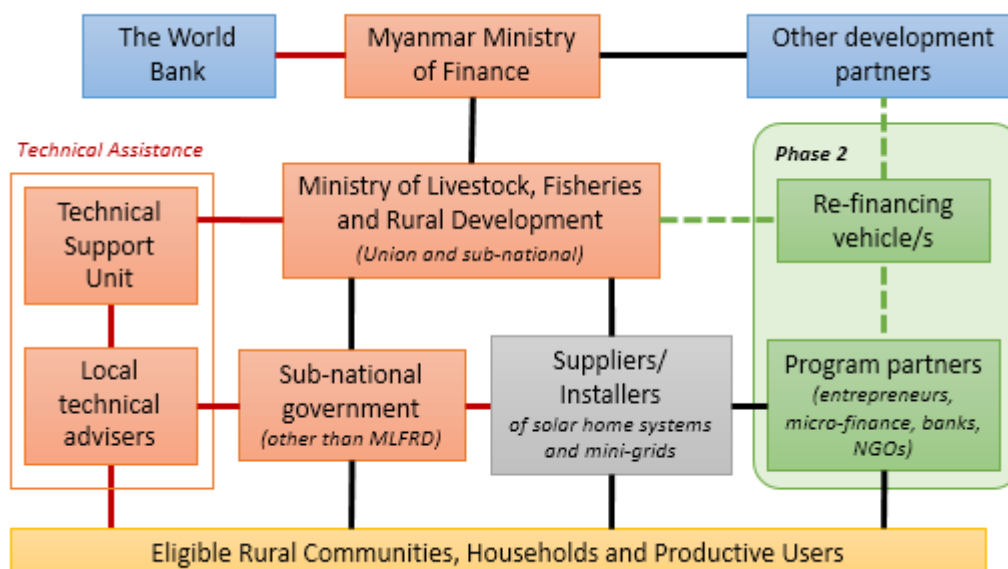 The World
Bank
Myanmar Ministry
of Finance
Other development
partners
Technical Assistance
Phase 2
Technical
Support
Unit
Ministry of Livestock, Fisheries
and Rural Development
(Union and sub-national)
Re-financing
vehicle/s
Local
technical
advisers
Sub-national
government
(other than MLFRD)
Suppliers/
Installers
of solar home systems
and mini-grids
Program partners
(entrepreneurs,
micro-finance, banks,
NGOs)
Eligible Rural Communities, Households and Productive Users